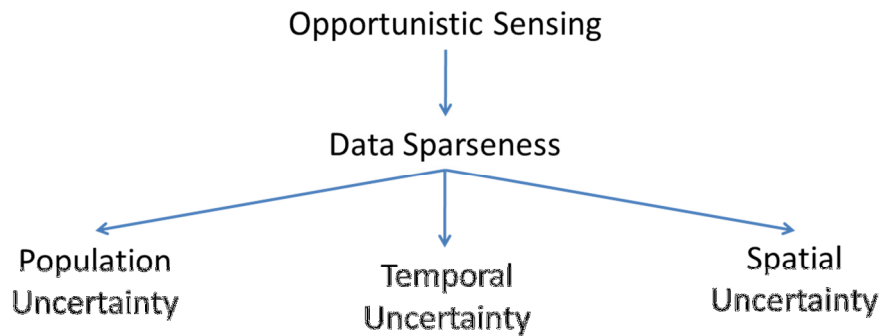 Opportunistic Sensing
Data Sparseness
Population
Uncertainty
Temporal
Uncertainty
Spatial
Uncertainty